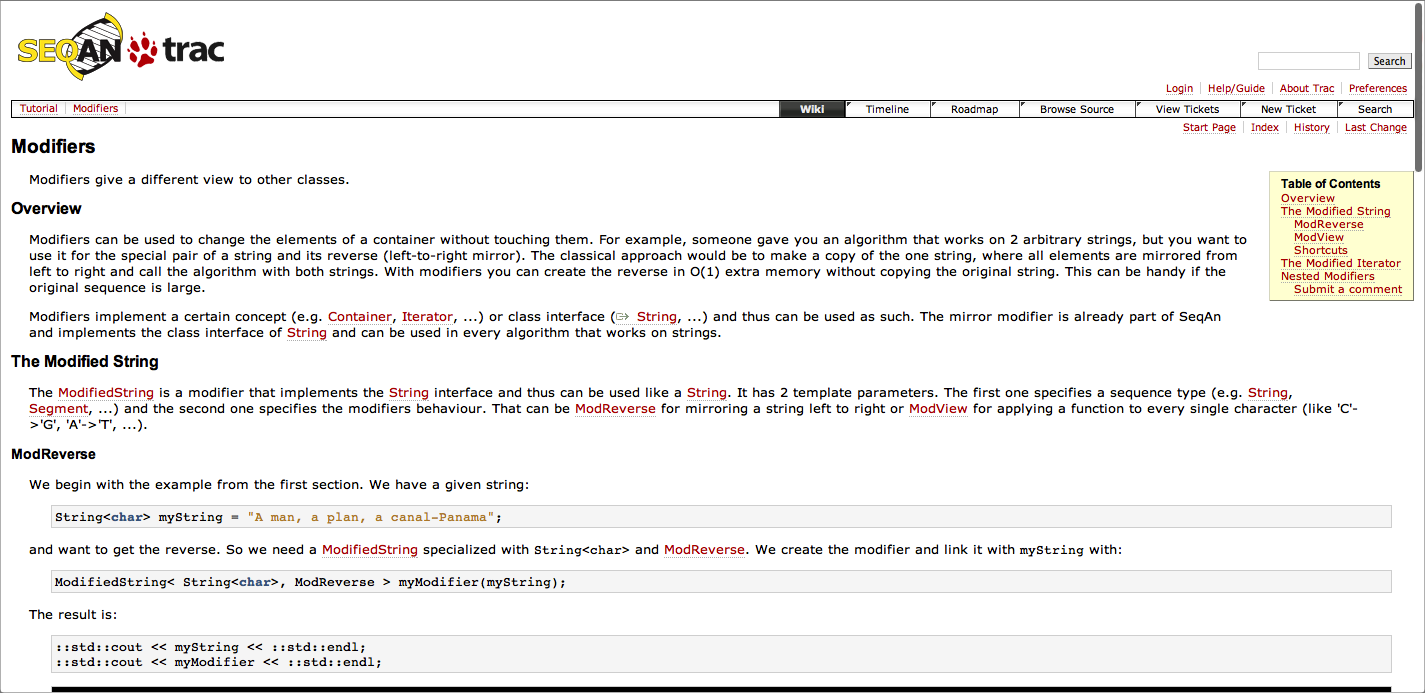 SEQAN trac
Search
Login Help/Guide About Trac Preferences
Tutorial Modifiers Wiki Timeline Roadmap Browse Source View Tickets New Ticket Search
Start Page Index History Last Change
Modifiers
Modifiers give a different view to other classes.
Table of Contents
Overview
The Modified String
ModReverse
ModView
Shortcuts
The Modified Iterator
Nested Modifiers
Submit a comment
Overview
Modifiers can be used to change the elements of a container without touching them. For example, someone gave you an algorithm that works on 2 arbitrary strings, but you want to
use it for the special pair of a string and its reverse (left-to-right mirror). The classical approach would be to make a copy of the one string, where all elements are mirrored from
left to right and call the algorithm with both strings. With modifiers you can create the reverse in O(1) extra memory without copying the original string. This can be handy if the
original sequence is large.
Modifiers implement a certain concept (e.g. Container, Iterator, ...) or class interface (⇨ String, ...) and thus can be used as such. The mirror modifier is already part of SeqAn
and implements the class interface of String and can be used in every algorithm that works on strings.
The Modified String
The ModifiedString is a modifier that implements the String interface and thus can be used like a String. It has 2 template parameters. The first one specifies a sequence type (e.g. String,
Segment, ...) and the second one specifies the modifiers behaviour. That can be ModReverse for mirroring a string left to right or ModView for applying a function to every single character (like 'C'-
>'G', 'A'->'T', ...).
ModReverse
We begin with the example from the first section. We have a given string:
String<char> myString = "A man, a plan, a canal-Panama";
and want to get the reverse. So we need a ModifiedString specialized with String<char> and ModReverse. We create the modifier and link it with myString with:
ModifiedString< String<char>, ModReverse > myModifier(myString);
The result is:
::std::cout << myString << ::std::endl;
::std::cout << myModifier << ::std::endl;